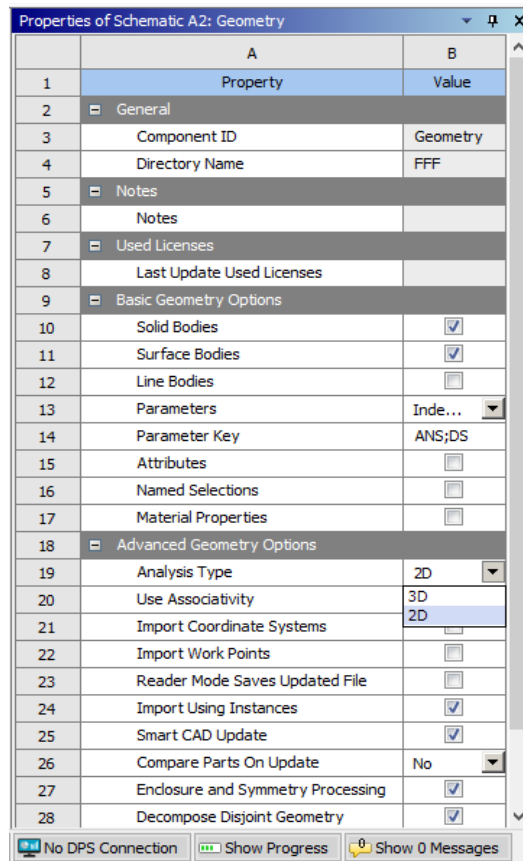 Properties of Schematic A2: Geometry
A B
1 Property Value
2 General
3 Component ID Geometry
4 Directory Name FFF
5 Notes
6 Notes
7 Used Licenses
8 Last Update Used Licenses
9 Basic Geometry Options
10 Solid Bodies
11 Surface Bodies
12 Line Bodies
13 Parameters Inde...
14 Parameter Key ANS;DS
15 Attributes
16 Named Selections
17 Material Properties
18 Advanced Geometry Options
19 Analysis Type 2D
20 Use Associativity 3D
2D
21 Import Coordinate Systems
22 Import Work Points
23 Reader Mode Saves Updated File
24 Import Using Instances
25 Smart CAD Update
26 Compare Parts On Update No
27 Enclosure and Symmetry Processing
28 Decompose Disjoint Geometry
No DPS Connection Show Progress 0 Show 0 Messages